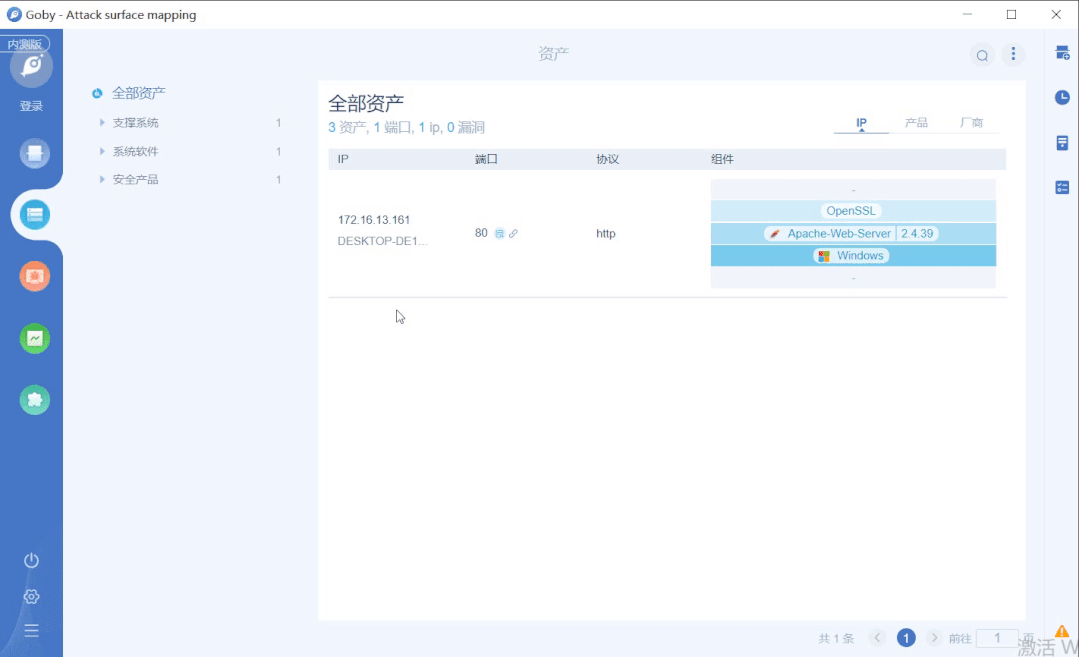 Goby - Attack surface mapping
内测版
登录
资产
全部资产
支撑系统 1
系统软件 1
安全产品 1
全部资产
3 资产, 1 端口, 1 ip, 0 漏洞
IP 产品 厂商
IP 端口 协议 组件
-
OpenSSL
172.16.13.161
DESKTOP-DE1...
80
http
Apache-Web-Server 2.4.39
Windows
-
共 1 条 1 前往 1 页
激活 W